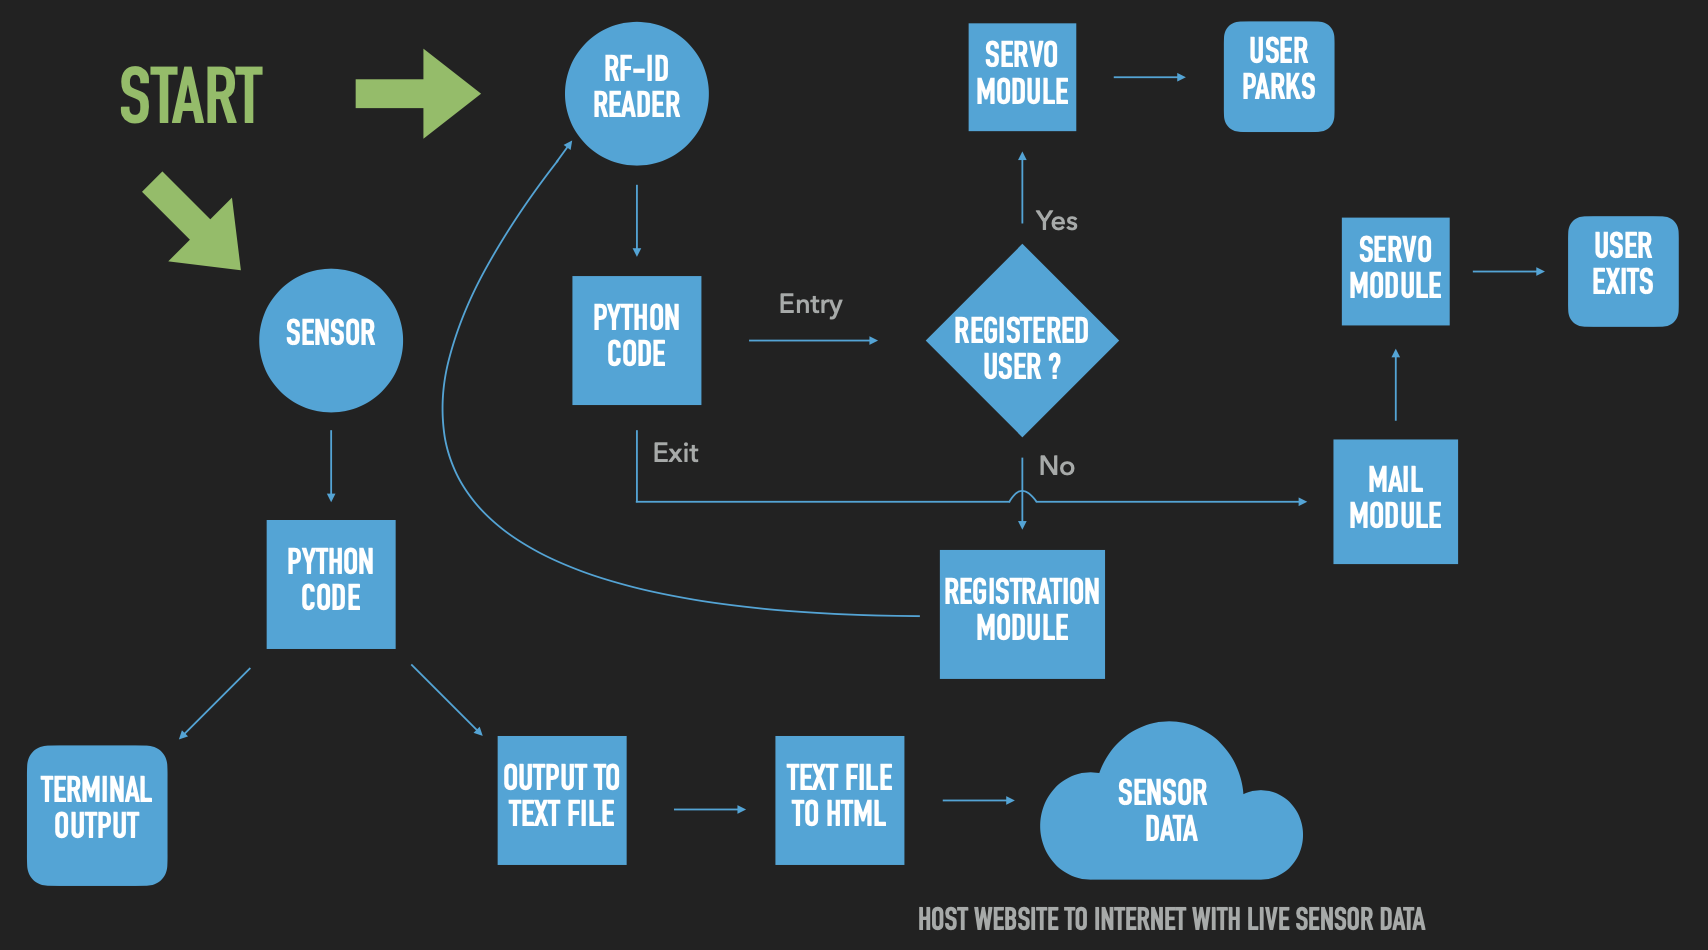 START
RF-ID
READER
SERVO
MODULE
USER
PARKS
Yes
SERVO
MODULE
USER
EXITS
SENSOR
PYTHON
CODE
Entry
REGISTERED
USER ?
Exit
No
MAIL
MODULE
PYTHON
CODE
REGISTRATION
MODULE
TERMINAL
OUTPUT
OUTPUT TO
TEXT FILE
TEXT FILE
TO HTML
SENSOR
DATA
HOST WEBSITE TO INTERNET WITH LIVE SENSOR DATA